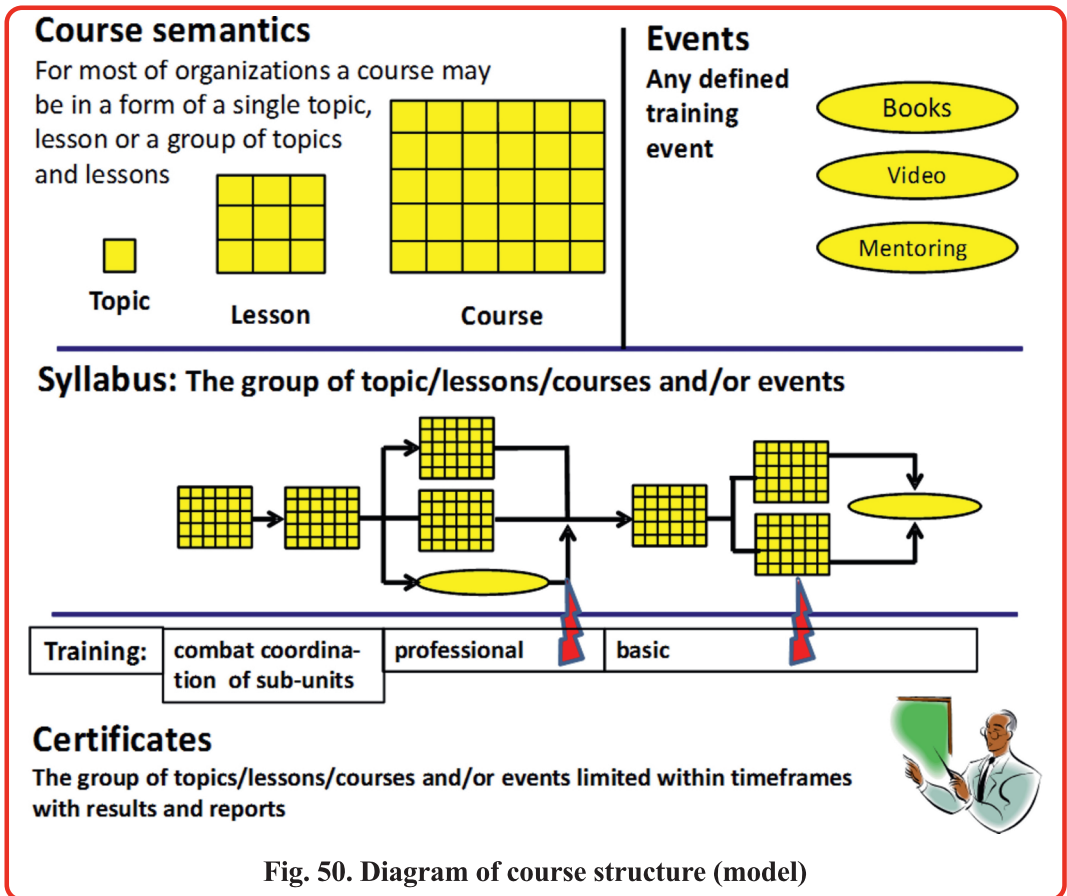 Course semantics
For most of organizations a course may
be in a form of a single topic,
lesson or a group of topics
and lessons
Topic
Lesson
Course
Events
Any defined
training
event
Books
Video
Mentoring
Syllabus: The group of topic/lessons/courses and/or events
Training:
combat coordina-
tion of sub-units
professional
basic
Certificates
The group of topics/lessons/courses and/or events limited within timeframes
with results and reports
Fig. 50. Diagram of course structure (model)